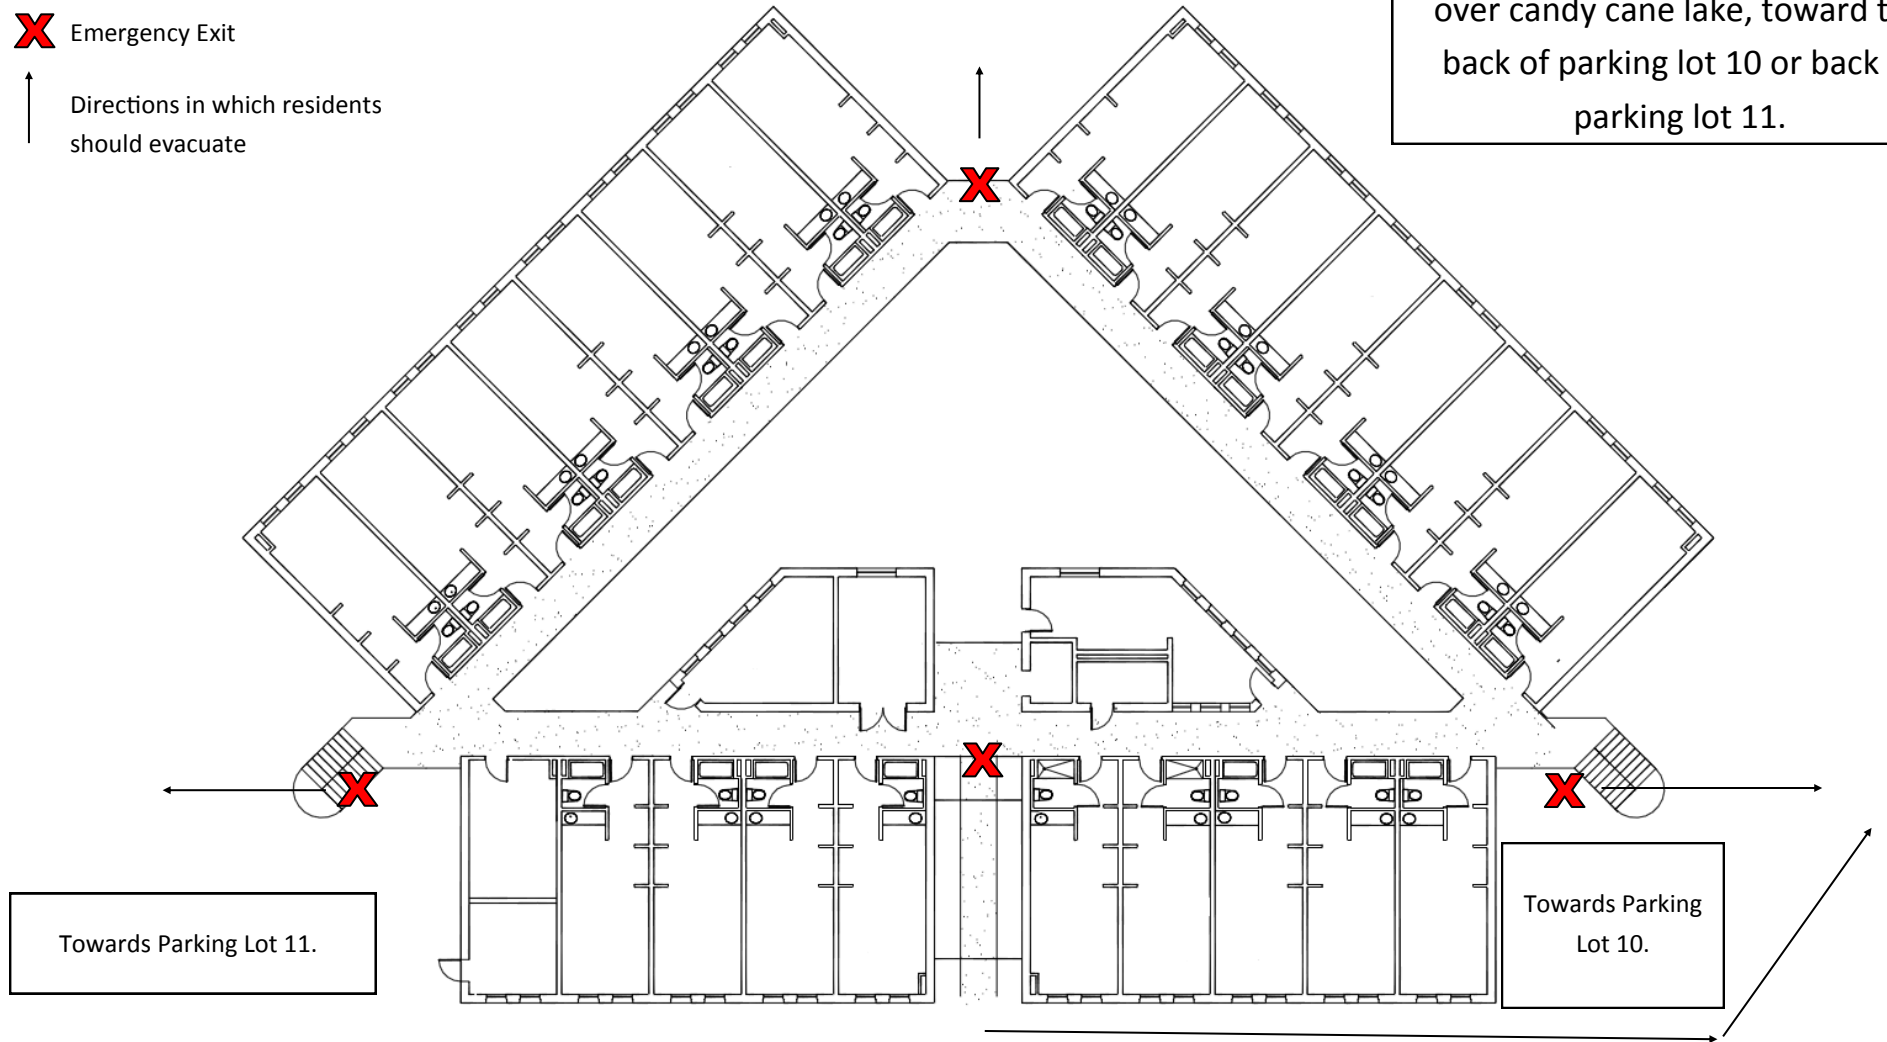 Emergency Exit
Directions in which residents
should evacuate
over candy cane lake, toward t
back of parking lot 10 or back
parking lot 11.
Towards Parking Lot 11.
Towards Parking
Lot 10.